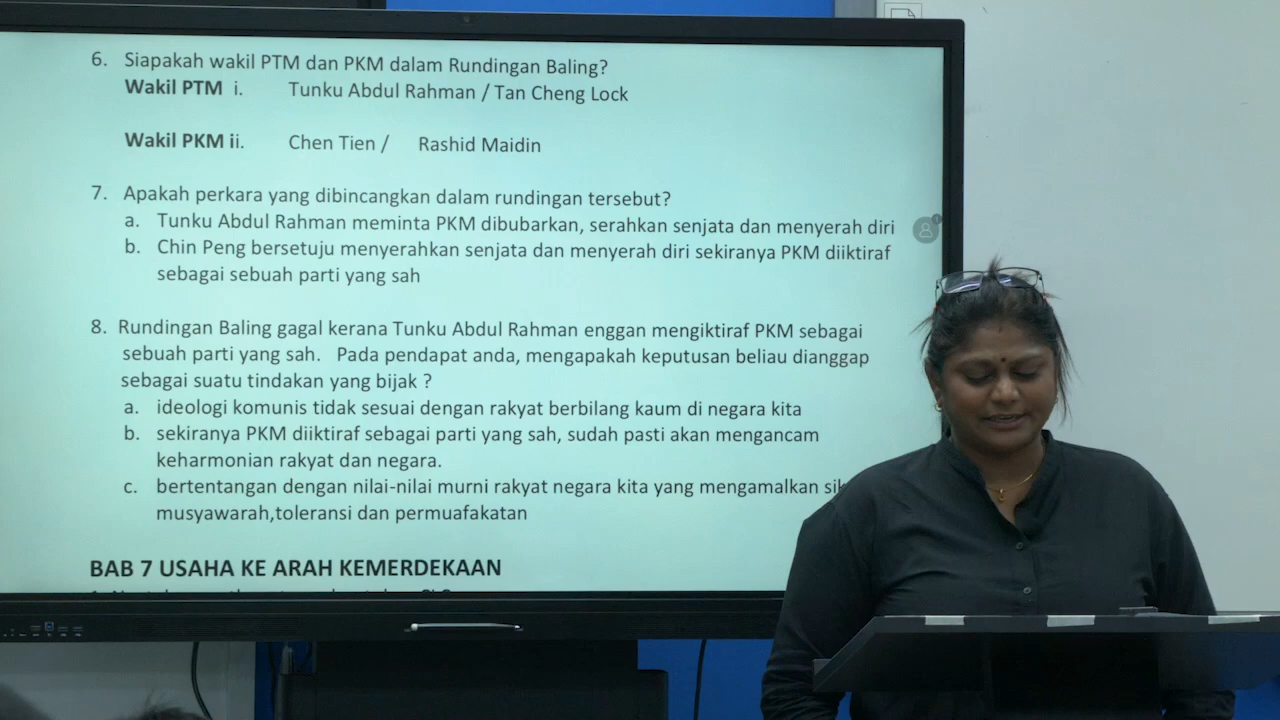 6. Siapakah wakil PTM dan PKM dalam Rundingan Baling?
Wakil PTM i. Tunku Abdul Rahman / Tan Cheng Lock
Wakil PKM ii. Chen Tien / Rashid Maidin
7. Apakah perkara yang dibincangkan dalam rundingan tersebut?
a. Tunku Abdul Rahman meminta PKM dibubarkan, serahkan senjata dan menyerah diri
b. Chin Peng bersetuju menyerahkan senjata dan menyerah diri sekiranya PKM diiktiraf
sebagai sebuah parti yang sah
8. Rundingan Baling gagal kerana Tunku Abdul Rahman enggan mengiktiraf PKM sebagai
sebuah parti yang sah. Pada pendapat anda, mengapakah keputusan beliau dianggap
sebagai suatu tindakan yang bijak ?
a. ideologi komunis tidak sesuai dengan rakyat berbilang kaum di negara kita
b. sekiranya PKM diiktiraf sebagai parti yang sah, sudah pasti akan mengancam
keharmonian rakyat dan negara.
c. bertentangan dengan nilai-nilai murni rakyat negara kita yang mengamalkan
musyawarah,toleransi dan permuafakatan
BAB 7 USAHA KE ARAH KEMERDEKAAN